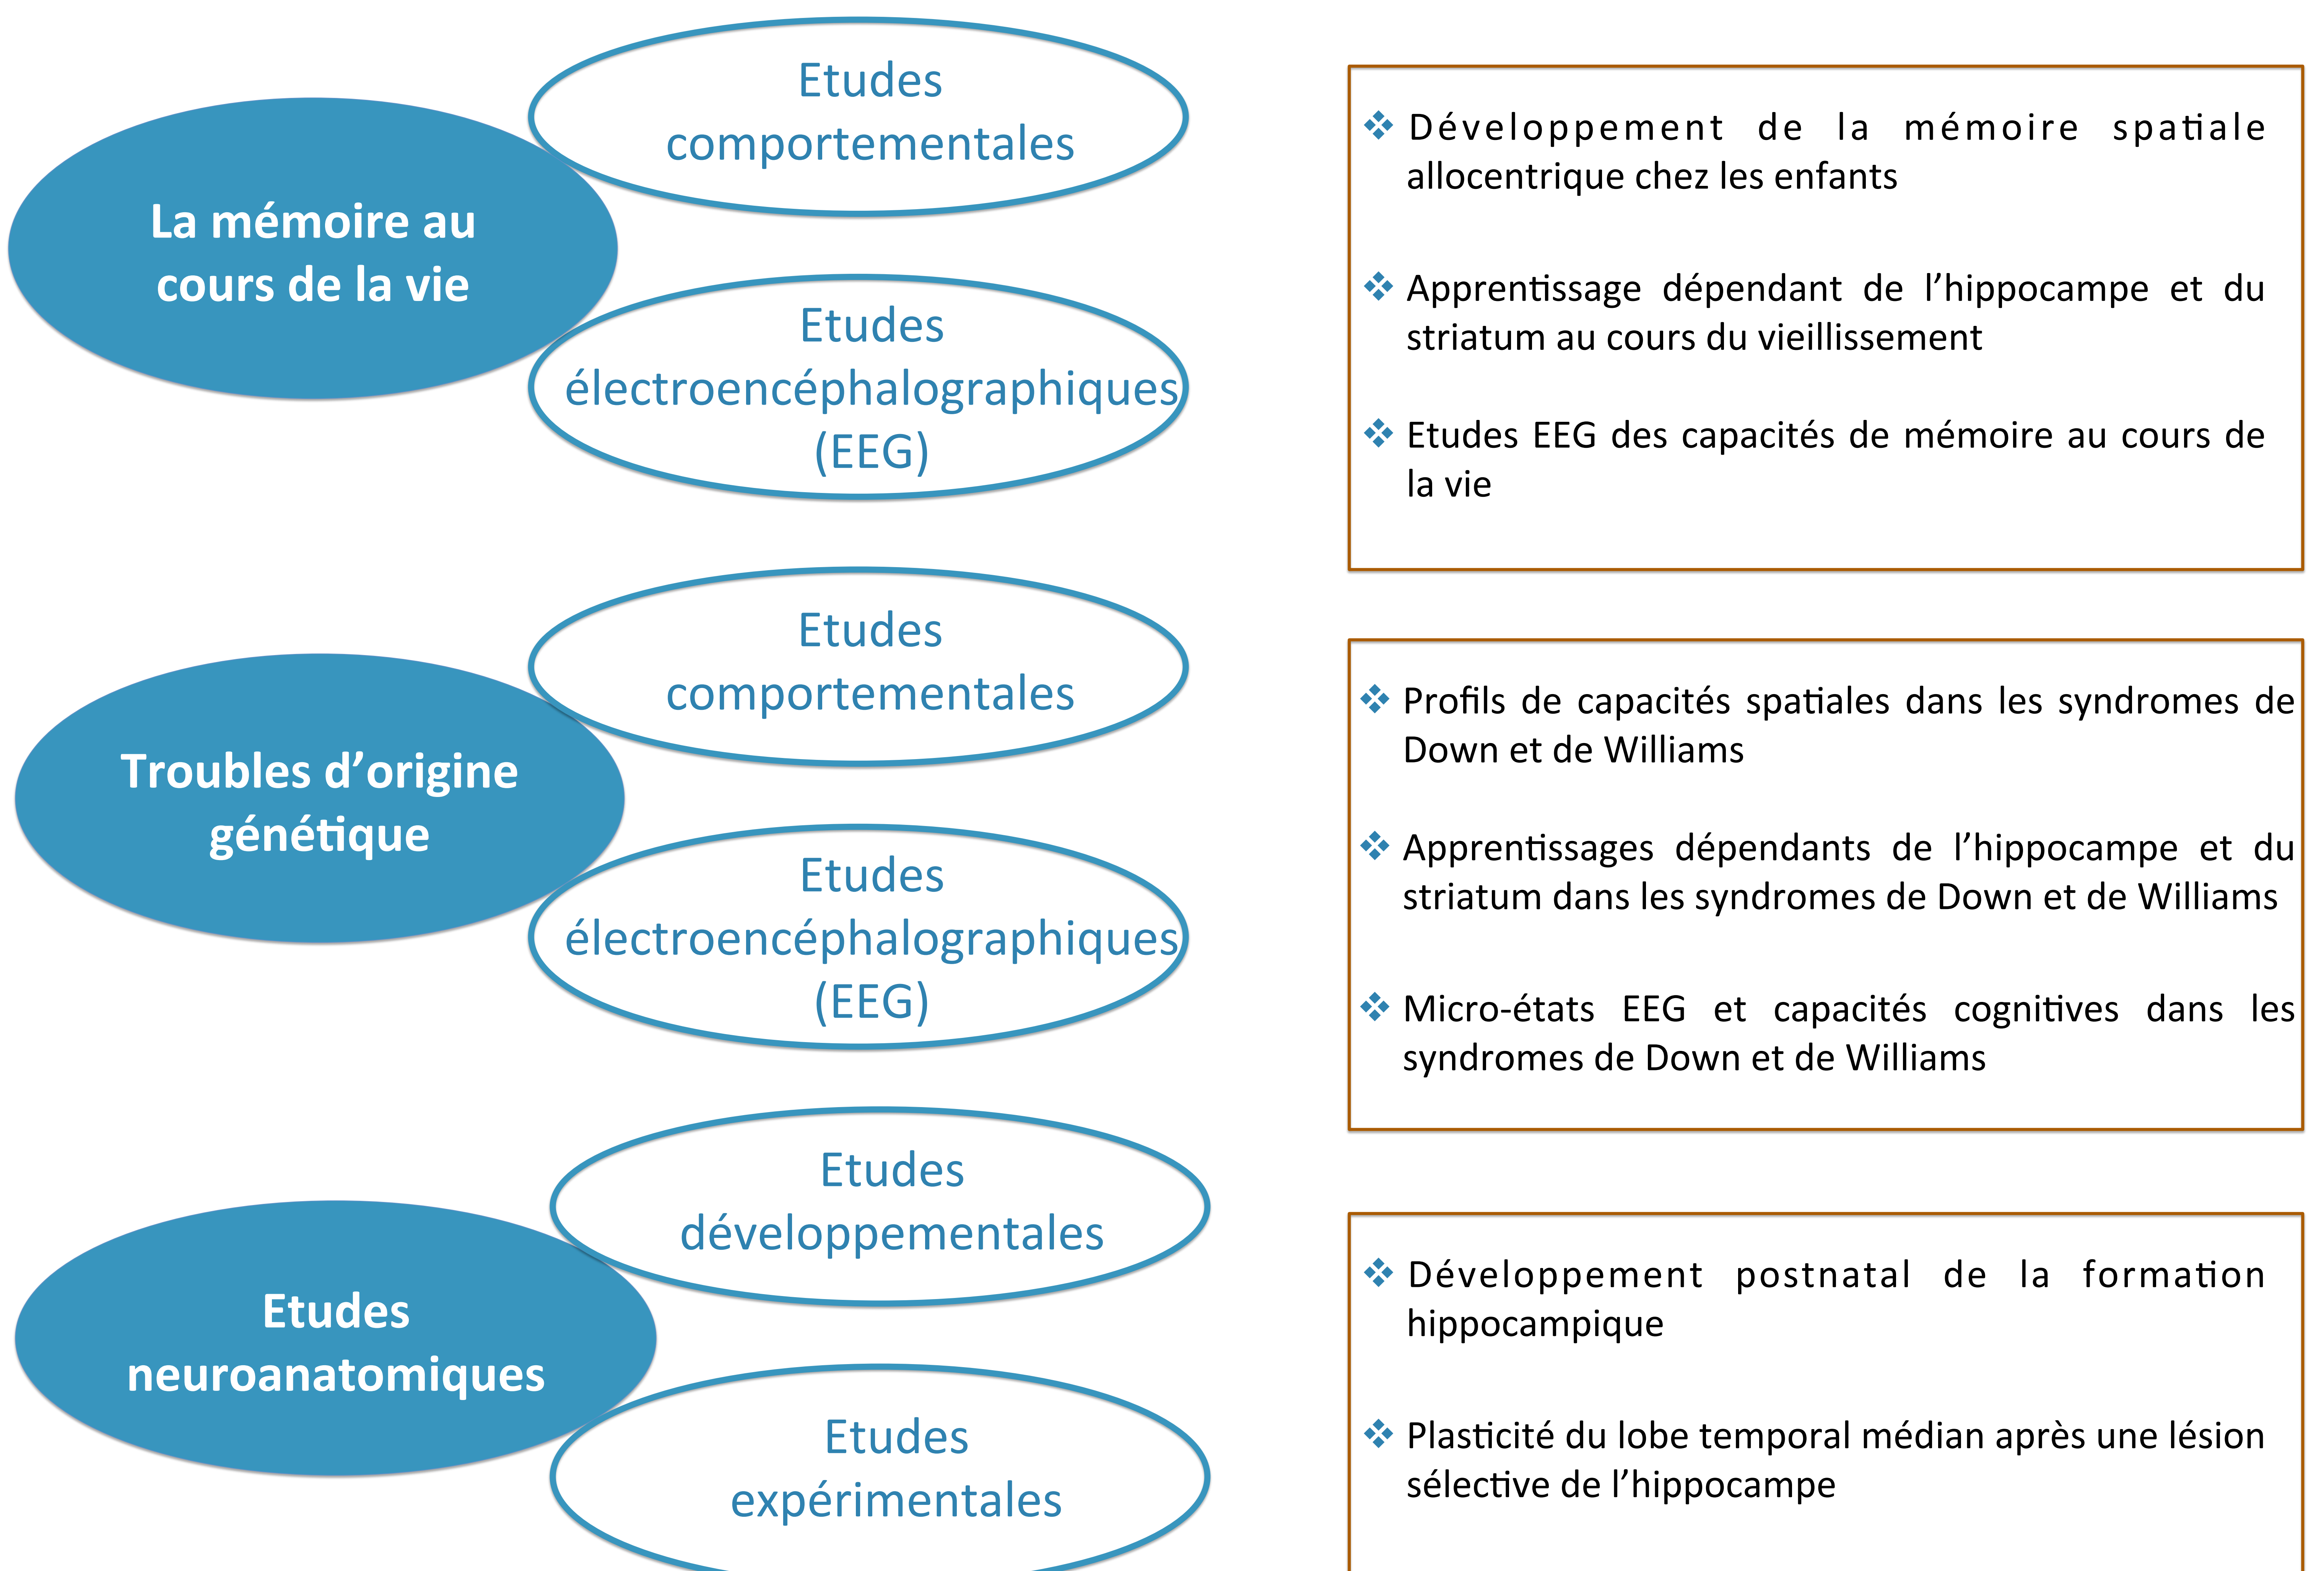 Etudes
comportementales
La mémoire au
cours de la vie
Etudes
électroencéphalographiques
(EEG)
❖ Développement de la mémoire spatiale
allocentrique chez les enfants
❖ Apprentissage dépendant de l’hippocampe et du
striatum au cours du vieillissement
❖ Etudes EEG des capacités de mémoire au cours de
la vie
Etudes
comportementales
Troubles d’origine
génétique
Etudes
électroencéphalographiques
(EEG)
❖ Profils de capacités spatiales dans les syndromes de
Down et de Williams
❖ Apprentissages dépendants de l’hippocampe et du
striatum dans les syndromes de Down et de Williams
❖ Micro-états EEG et capacités cognitives dans les
syndromes de Down et de Williams
Etudes
développementales
Etudes
neuroanatomiques
Etudes
expérimentales
❖ Développement postnatal de la formation
hippocampique
❖ Plasticité du lobe temporal médian après une lésion
sélective de l’hippocampe